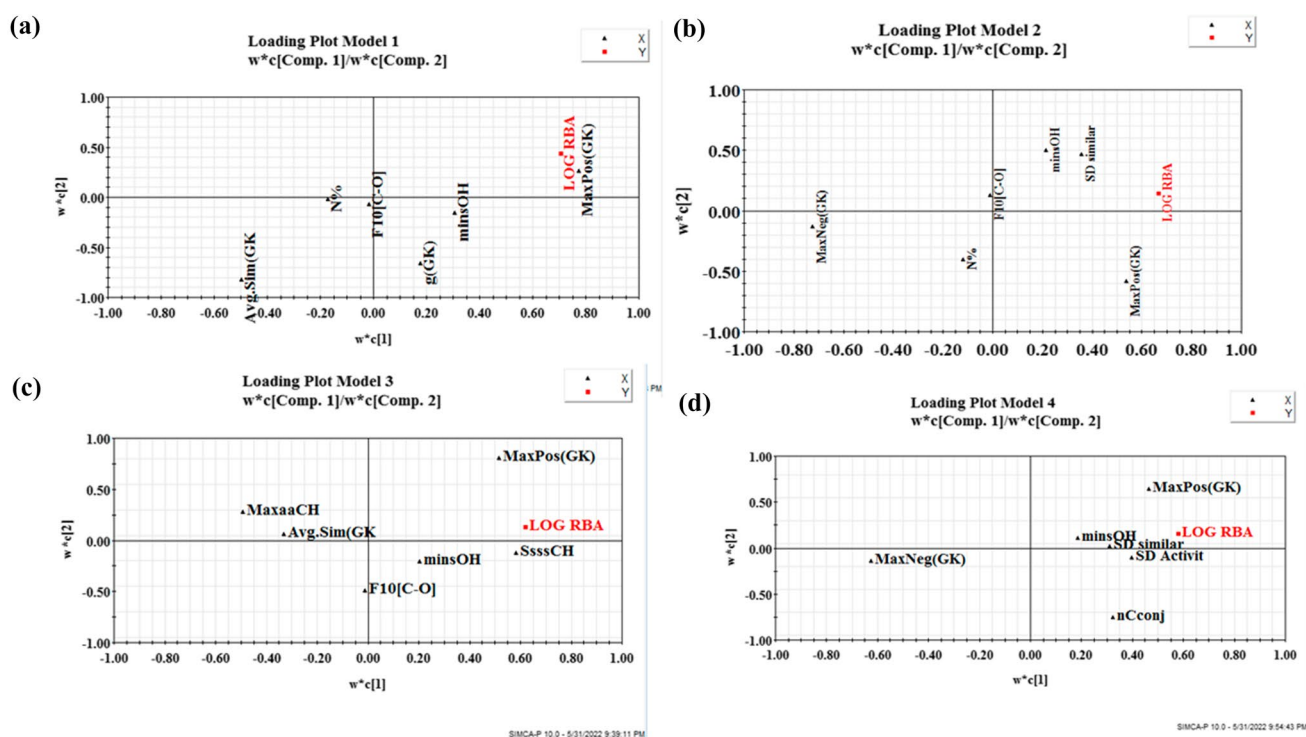 (a)
Loading Plot Model 1
w*c[Comp. 1]/w*c[Comp. 2]
X
Y
1.00
0.50
0.00
-0.50
-1.00
w*c[2]
LOG RBA
MaxPos(GK)
N%
F10[C-O]
minsOH
g(GK)
Avg.Sim(GK
-1.00 -0.80 -0.60 -0.40 -0.20 0.00 0.20 0.40 0.60 0.80 1.00
w*c[1]
(b)
Loading Plot Model 2
w*c[Comp. 1]/w*c[Comp. 2]
X
Y
1.00
0.50
0.00
-0.50
-1.00
w*c[2]
minsOH
SD similar
F10[C-O]
LOG RBA
MaxNeg(GK)
N%
MaxPos(GK)
-1.00 -0.80 -0.60 -0.40 -0.20 0.00 0.20 0.40 0.60 0.80 1.00
PM
(c)
Loading Plot Model 3
w*c[Comp. 1]/w*c[Comp. 2]
X
Y
1.00
0.50
0.00
-0.50
-1.00
w*c[2]
MaxPos(GK)
MaxaaCH
LOG RBA
Avg.Sim(GK
SsssCH
minsOH
F10[C-O]
-1.00 -0.80 -0.60 -0.40 -0.20 0.00 0.20 0.40 0.60 0.80 1.00
w*c[1]
SIMCA-P 10.0 - 5/31/2022 9:39:11 PM
(d)
Loading Plot Model 4
w*c[Comp. 1]/w*c[Comp. 2]
X
Y
1.00
0.50
0.00
-0.50
-1.00
w*c[2]
MaxPos(GK)
LOG RBA
minsOH
SD similar
SD Activit
MaxNeg(GK)
nCconj
-1.00 -0.80 -0.60 -0.40 -0.20 0.00 0.20 0.40 0.60 0.80 1.00
w*c[1]
SIMCA-P 10.0 - 5/31/2022 9:54:43 PM